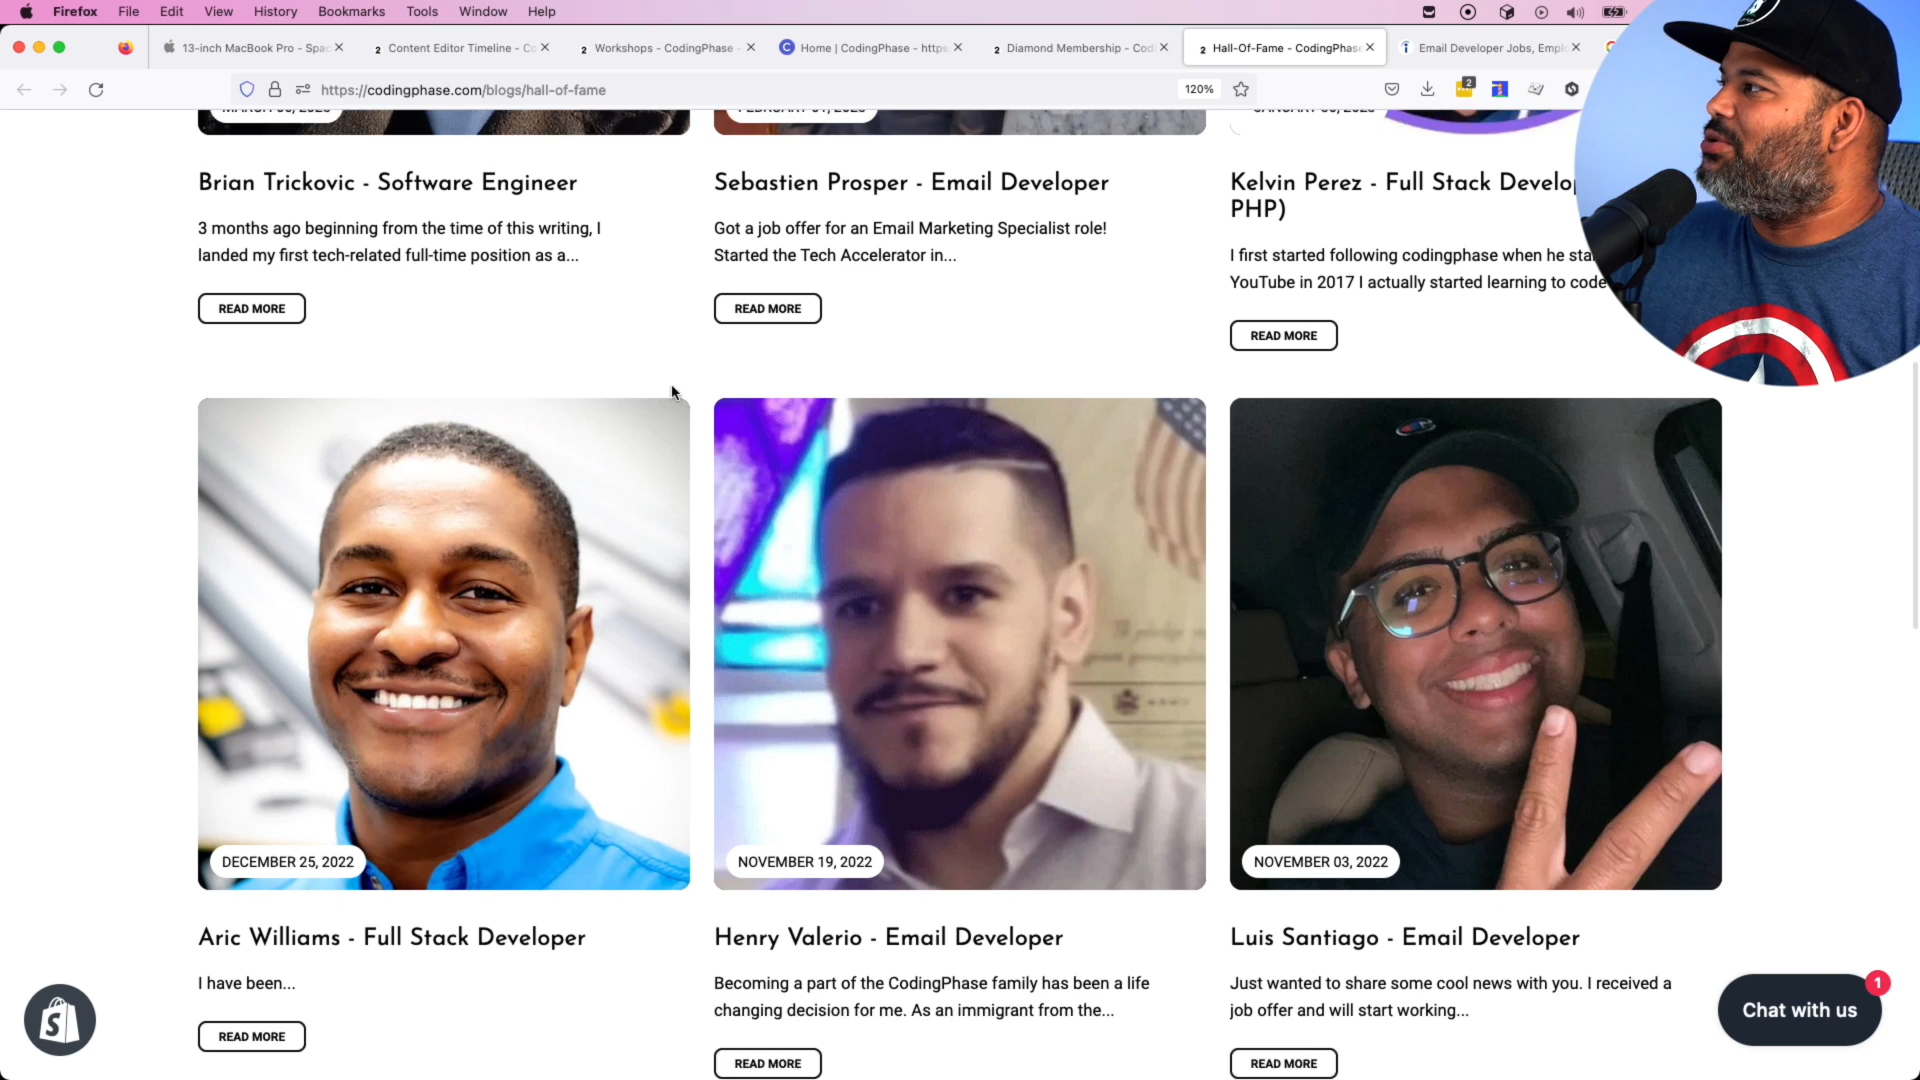 Firefox File Edit View History Bookmarks Tools Window Help
13-inch MacBook Pro - Spac
2 Content Editor Timeline - Co
2 Workshops - CodingPhase -
C Home | CodingPhase - https
2 Diamond Membership - Codi
2 Hall-Of-Fame - CodingPhase
Email Developer Jobs, Emplo
https://codingphase.com/blogs/hall-of-fame
120%
2
Brian Trickovic - Software Engineer
3 months ago beginning from the time of this writing, I
landed my first tech-related full-time position as a...
READ MORE
Sebastien Prosper - Email Developer
Got a job offer for an Email Marketing Specialist role!
Started the Tech Accelerator in...
READ MORE
Kelvin Perez - Full Stack Develo
PHP)
I first started following codingphase when he sta
YouTube in 2017 I actually started learning to code
READ MORE
DECEMBER 25, 2022
NOVEMBER 19, 2022
NOVEMBER 03, 2022
Aric Williams - Full Stack Developer
I have been...
READ MORE
Henry Valerio - Email Developer
Becoming a part of the CodingPhase family has been a life
changing decision for me. As an immigrant from the...
READ MORE
Luis Santiago - Email Developer
Just wanted to share some cool news with you. I received a
job offer and will start working...
READ MORE
Chat with us
1